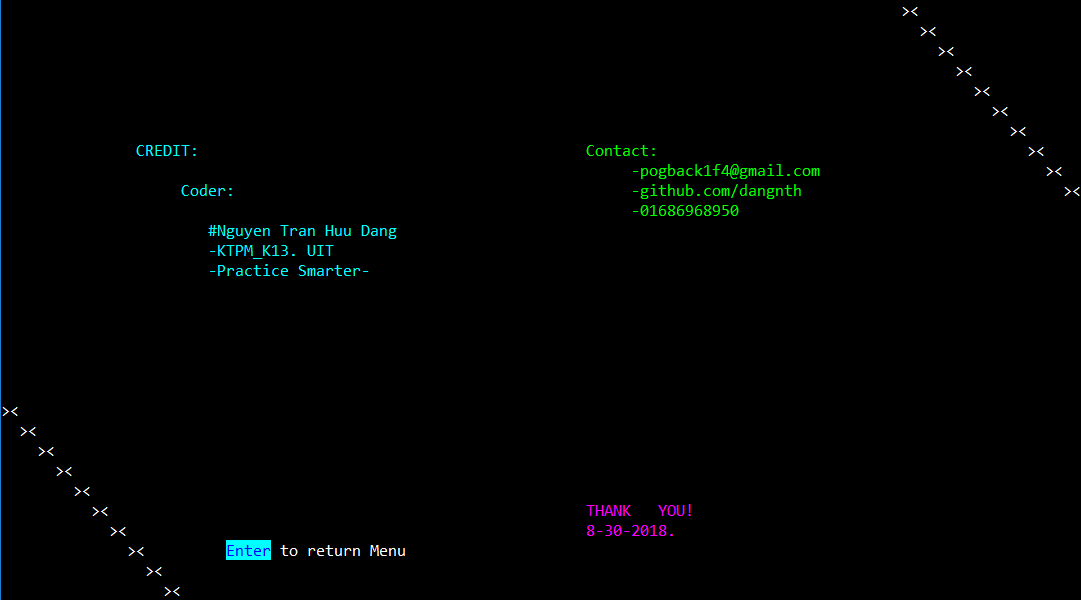 ><
><
><
><
><
><
><
><
><
><
CREDIT:
Coder:
#Nguyen Tran Huu Dang
-KTPM_K13. UIT
-Practice Smarter-
Contact:
-pogback1f4@gmail.com
-github.com/dangnth
-01686968950
><
><
><
><
><
><
><
><
><
><
THANK   YOU!
8-30-2018.
Enter to return Menu